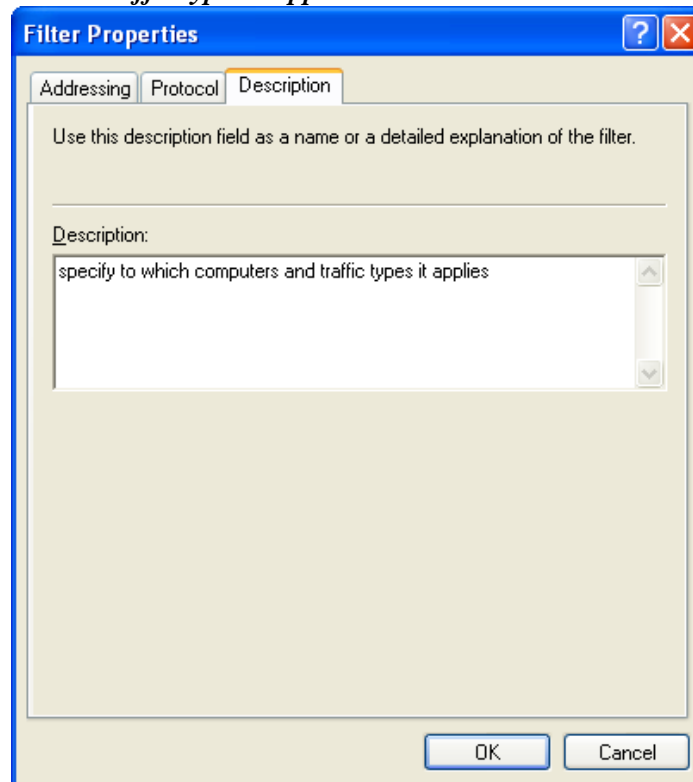 Filter Properties
Addressing Protocol Description
Use this description field as a name or a detailed explanation of the filter.
Description:
specify to which computers and traffic types it applies
OK Cancel